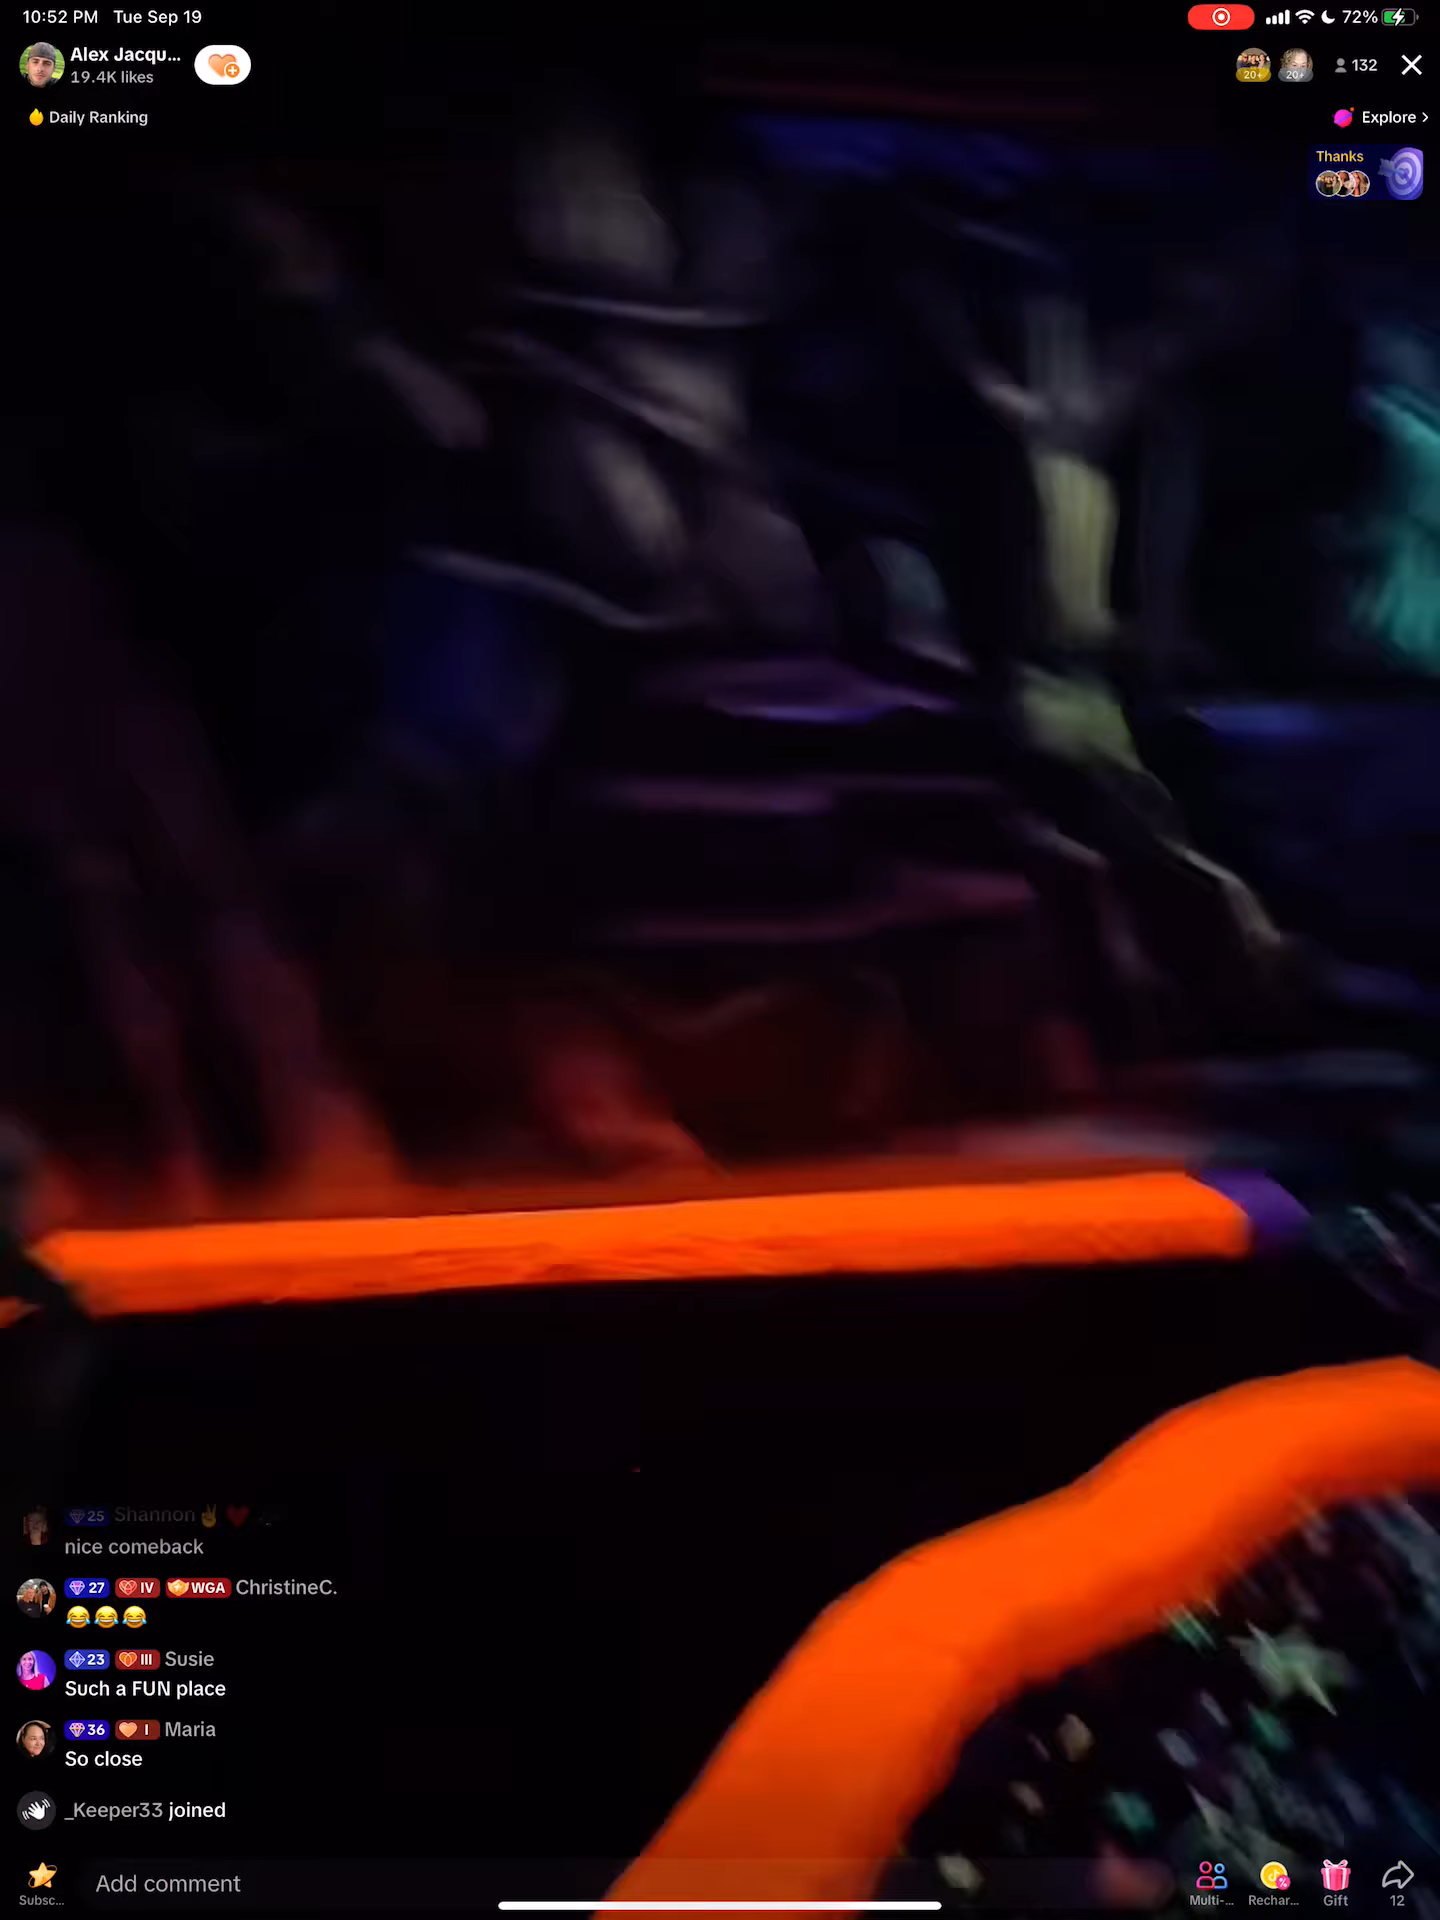 10:52 PM Tue Sep 19
72%
Alex Jacqu...
19.4K likes
20+ 20+ 132
Daily Ranking
Explore >
Thanks
25 Shannon✌️❤️
nice comeback
27 IV WGA ChristineC.
😂😂😂
23 III Susie
Such a FUN place
36 I Maria
So close
_Keeper33 joined
Subsc...
Add comment
Multi-...
Rechar...
Gift
12